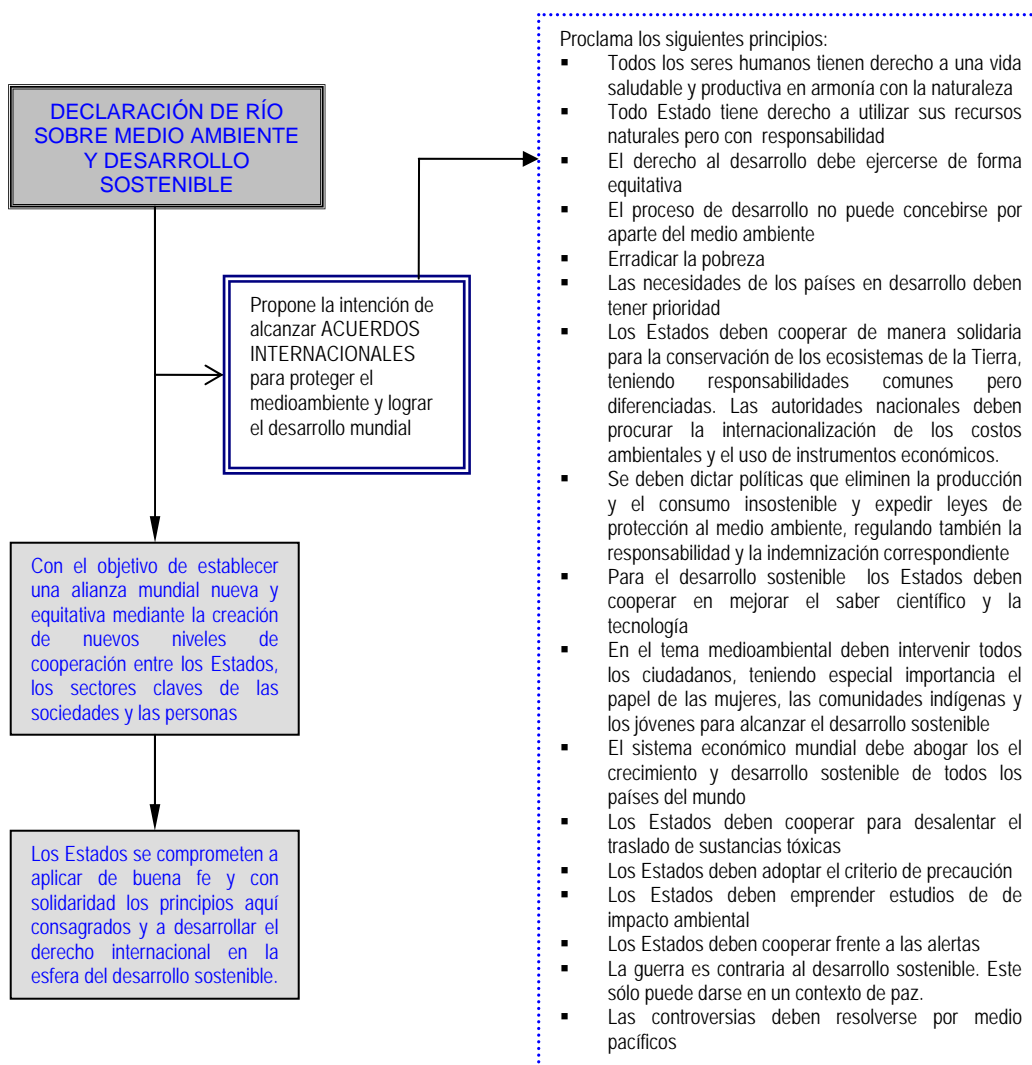 DECLARACIÓN DE RÍO
SOBRE MEDIO AMBIENTE
Y DESARROLLO
SOSTENIBLE
Propone la intención de
alcanzar ACUERDOS
INTERNACIONALES
para proteger el
medioambiente y lograr
el desarrollo mundial
Con el objetivo de establecer
una alianza mundial nueva y
equitativa mediante la creación
de nuevos niveles de
cooperación entre los Estados,
los sectores claves de las
sociedades y las personas
Los Estados se comprometen a
aplicar de buena fe y con
solidaridad los principios aquí
consagrados y a desarrollar el
derecho internacional en la
esfera del desarrollo sostenible.
Proclama los siguientes principios:
▪ Todos los seres humanos tienen derecho a una vida
saludable y productiva en armonía con la naturaleza
▪ Todo Estado tiene derecho a utilizar sus recursos
naturales pero con responsabilidad
▪ El derecho al desarrollo debe ejercerse de forma
equitativa
▪ El proceso de desarrollo no puede concebirse por
aparte del medio ambiente
▪ Erradicar la pobreza
▪ Las necesidades de los países en desarrollo deben
tener prioridad
▪ Los Estados deben cooperar de manera solidaria
para la conservación de los ecosistemas de la Tierra,
teniendo responsabilidades comunes pero
diferenciadas. Las autoridades nacionales deben
procurar la internacionalización de los costos
ambientales y el uso de instrumentos económicos.
▪ Se deben dictar políticas que eliminen la producción
y el consumo insostenible y expedir leyes de
protección al medio ambiente, regulando también la
responsabilidad y la indemnización correspondiente
▪ Para el desarrollo sostenible los Estados deben
cooperar en mejorar el saber científico y la
tecnología
▪ En el tema medioambiental deben intervenir todos
los ciudadanos, teniendo especial importancia el
papel de las mujeres, las comunidades indígenas y
los jóvenes para alcanzar el desarrollo sostenible
▪ El sistema económico mundial debe abogar los el
crecimiento y desarrollo sostenible de todos los
países del mundo
▪ Los Estados deben cooperar para desalentar el
traslado de sustancias tóxicas
▪ Los Estados deben adoptar el criterio de precaución
▪ Los Estados deben emprender estudios de de
impacto ambiental
▪ Los Estados deben cooperar frente a las alertas
▪ La guerra es contraria al desarrollo sostenible. Este
sólo puede darse en un contexto de paz.
▪ Las controversias deben resolverse por medio
pacíficos